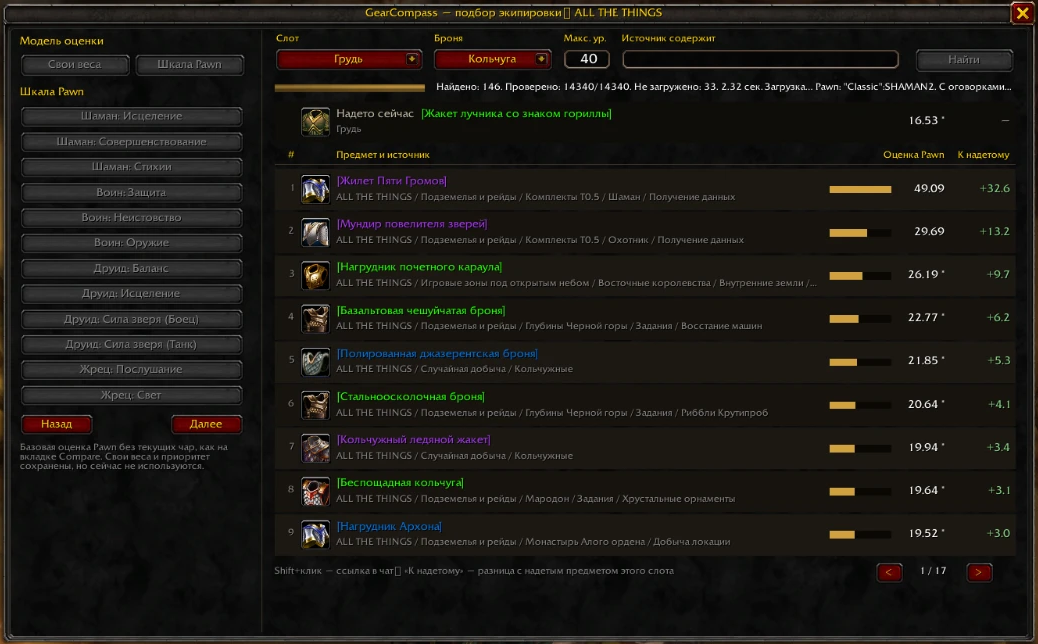 GearCompass — подбор экипировки▯ ALL THE THINGS
Модель оценки
Свои веса
Шкала Pawn
Шкала Pawn
Шаман: Исцеление
Шаман: Совершенствование
Шаман: Стихии
Воин: Защита
Воин: Неистовство
Воин: Оружие
Друид: Баланс
Друид: Исцеление
Друид: Сила зверя (Боец)
Друид: Сила зверя (Танк)
Жрец: Послушание
Жрец: Свет
Назад
Далее
Базовая оценка Pawn без текущих чар, как на
вкладке Compare. Свои веса и приоритет
сохранены, но сейчас не используются.
Слот
Броня
Макс. ур.
Источник содержит
Грудь
Кольчуга
40
Найти
Найдено: 146. Проверено: 14340/14340. Не загружено: 33. 2.32 сек. Загрузка... Pawn: "Classic":SHAMAN2. С оговорками...
Надето сейчас [Жакет лучника со знаком гориллы]
Грудь
16.53 *
—
#
Предмет и источник
Оценка Pawn
К надетому
1
[Жилет Пяти Громов]
ALL THE THINGS / Подземелья и рейды / Комплекты T0.5 / Шаман / Получение данных
49.09
+32.6
2
[Мундир повелителя зверей]
ALL THE THINGS / Подземелья и рейды / Комплекты T0.5 / Охотник / Получение данных
29.69
+13.2
3
[Нагрудник почетного караула]
ALL THE THINGS / Игровые зоны под открытым небом / Восточные королевства / Внутренние земли /...
26.19 *
+9.7
4
[Базальтовая чешуйчатая броня]
ALL THE THINGS / Подземелья и рейды / Глубины Черной горы / Задания / Восстание машин
22.77 *
+6.2
5
[Полированная джазерентская броня]
ALL THE THINGS / Случайная добыча / Кольчужные
21.85 *
+5.3
6
[Стальноосколочная броня]
ALL THE THINGS / Подземелья и рейды / Глубины Черной горы / Задания / Риббли Крутипроб
20.64 *
+4.1
7
[Кольчужный ледяной жакет]
ALL THE THINGS / Случайная добыча / Кольчужные
19.94 *
+3.4
8
[Беспощадная кольчуга]
ALL THE THINGS / Подземелья и рейды / Мародон / Задания / Хрустальные орнаменты
19.64 *
+3.1
9
[Нагрудник Архона]
ALL THE THINGS / Подземелья и рейды / Монастырь Алого ордена / Добыча локации
19.52 *
+3.0
Shift+клик — ссылка в чат▯ «К надетому» — разница с надетым предметом этого слота
<
1 / 17
>